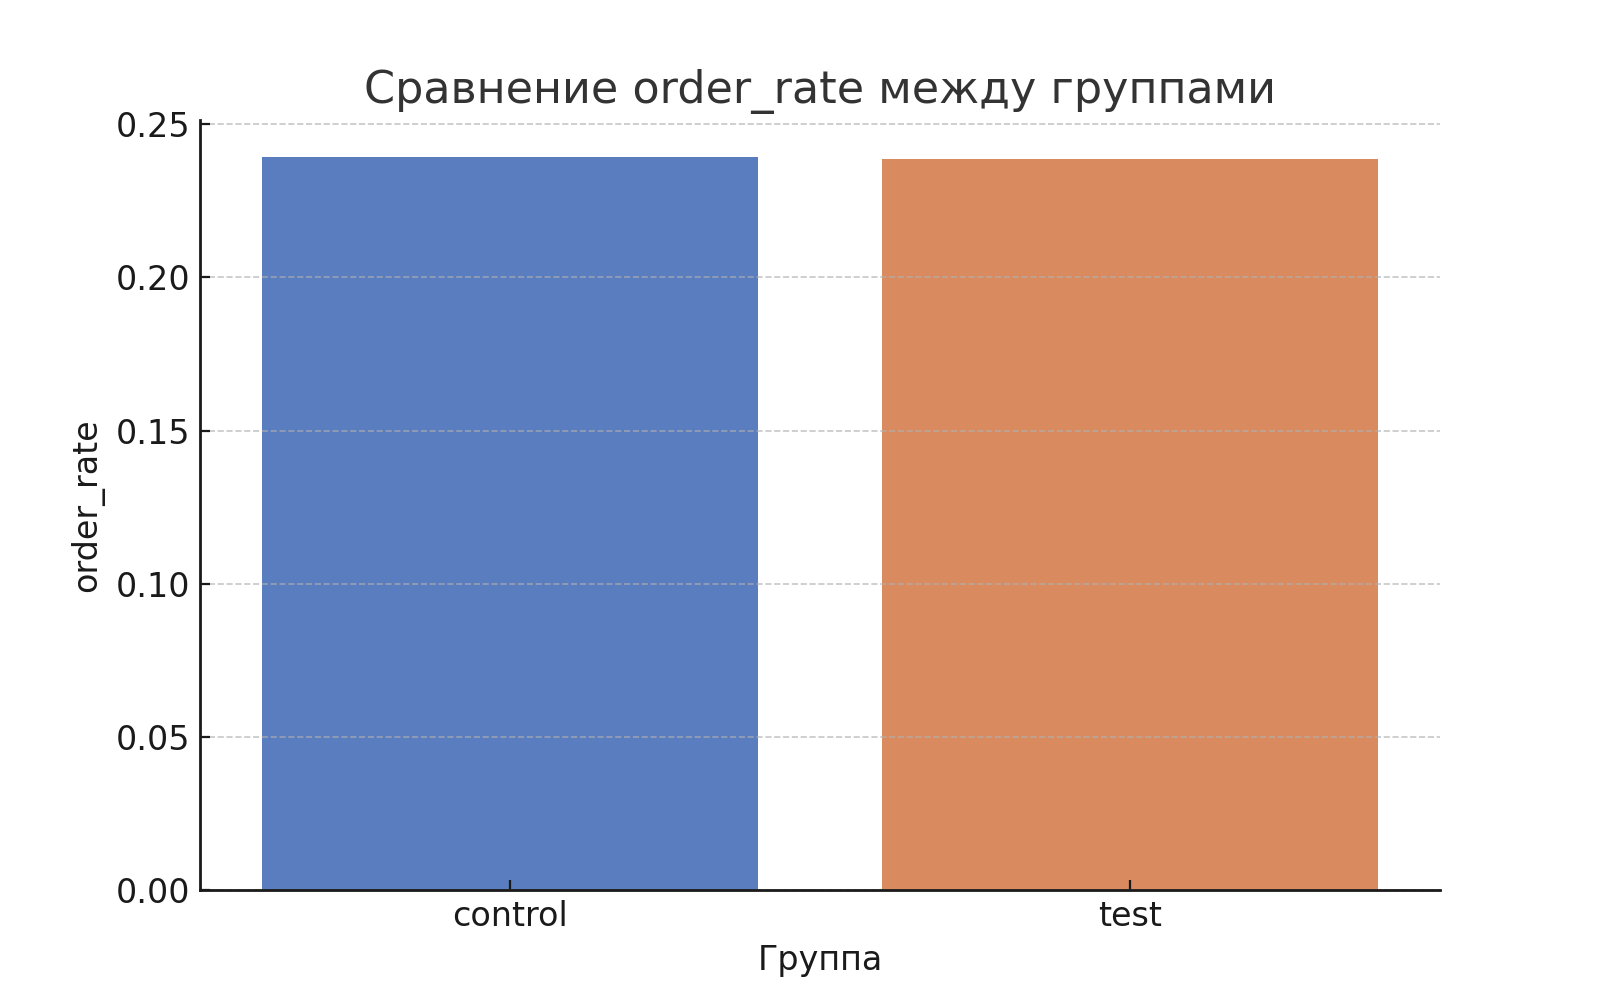 Сравнение order_rate между группами
order_rate
0.25
0.20
0.15
0.10
0.05
0.00
control
test
Группа